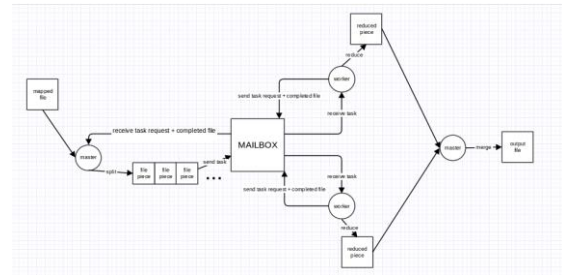 mapped
file
master
split
file
piece
file
piece
file
piece
send task
receive task request + completed file
MAILBOX
send task request + completed file
receive task
worker
reduce
reduced
piece
receive task
send task request + completed file
worker
reduce
reduced
piece
master
merge
output
file